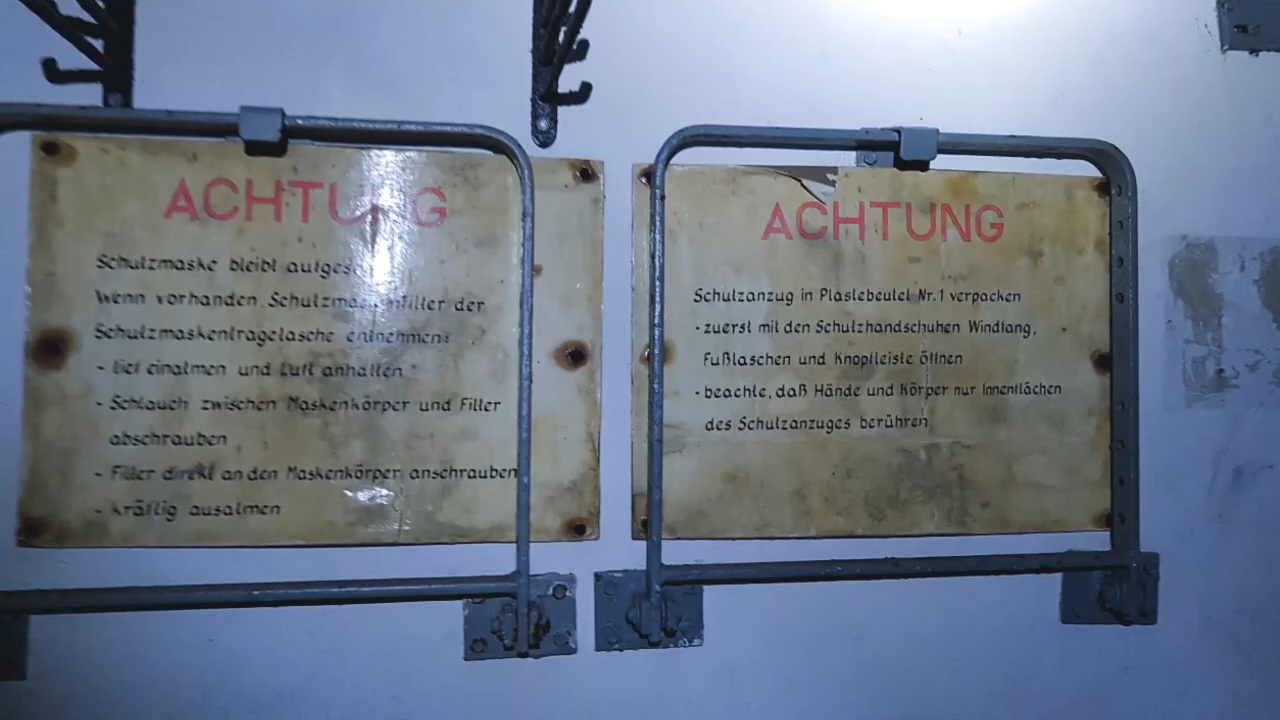 ACHTUNG
Schutzmaske bleibt
Wenn vorhanden Schutzmaskenfilter der
Schutzmaskentragetasche entnehmen:
- tief einatmen und Luft anhalten
- Schlauch zwischen Maskenkörper und Filter
abschrauben
- Filter direkt an den Maskenkörper anschrauben
- kräftig ausatmen
ACHTUNG
Schutzanzug in Plastebeutel Nr.1 verpacken
- zuerst mit den Schutzhandschuhen Windfang,
Fußlaschen und Knopfleiste öffnen
- beachte, daß Hände und Körper nur Innenflächen
des Schutzanzuges berühren